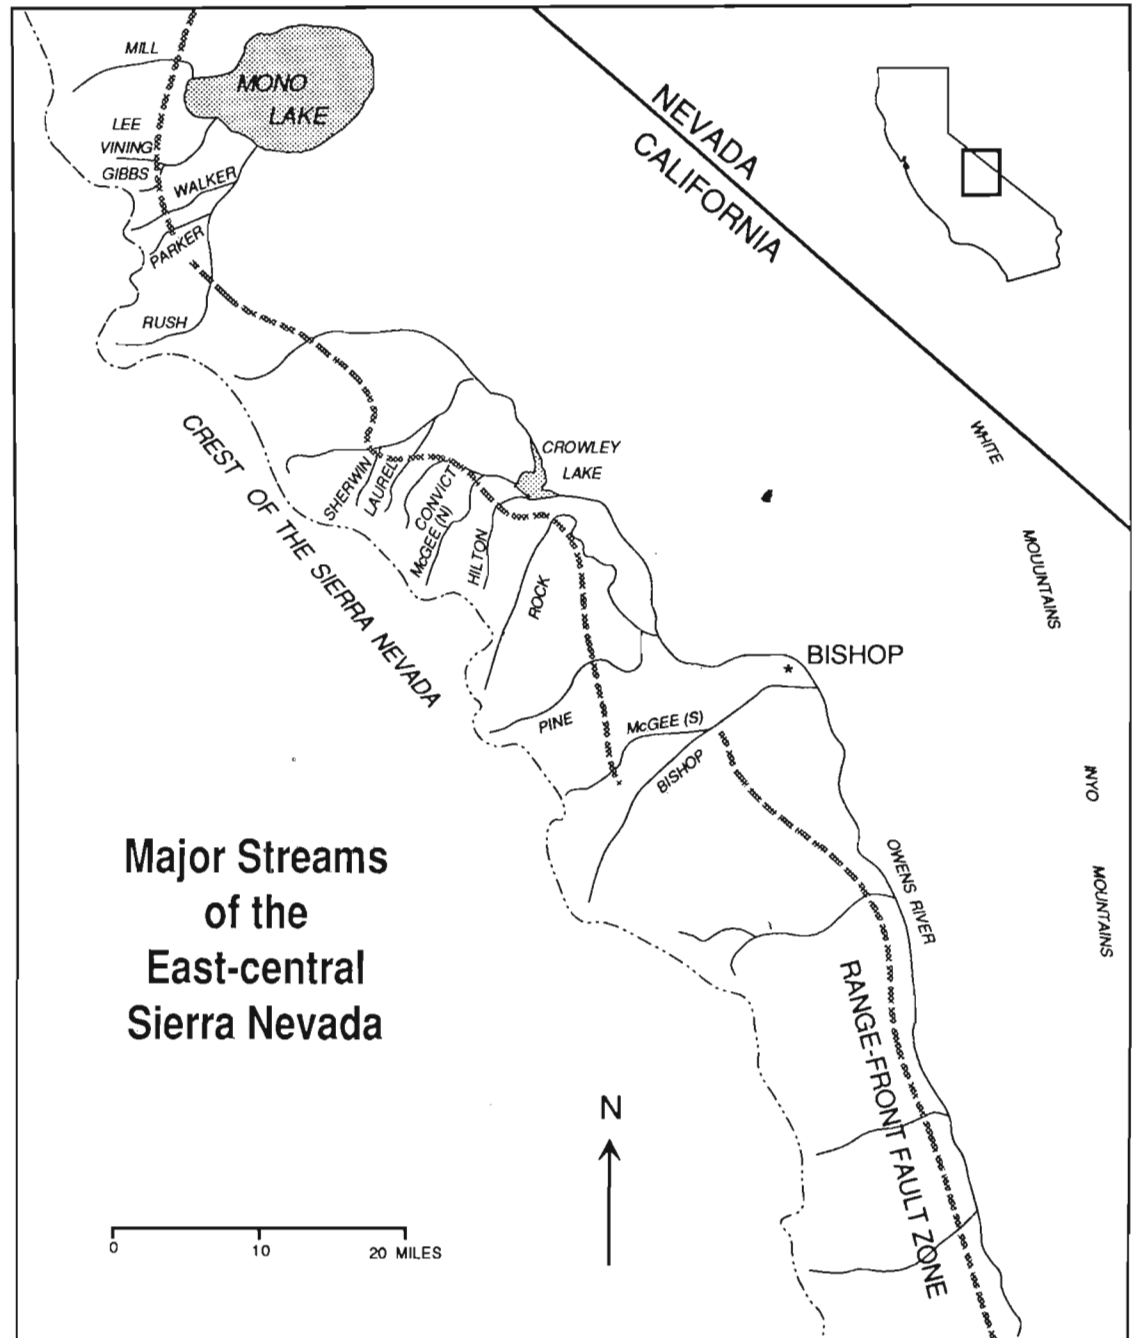 MILL
MONO
LAKE
LEE
VINING
GIBBS
WALKER
PARKER
RUSH
NEVADA
CALIFORNIA
CREST OF THE SIERRA NEVADA
SHERWIN
LAUREL
CONVICT
McGEE (N)
HILTON
ROCK
CROWLEY
LAKE
WHITE
MOUUNTAINS
BISHOP
*
PINE
McGEE (S)
BISHOP
INYO
MOUNTAINS
OWENS RIVER
RANGE-FRONT FAULT ZONE
Major Streams
of the
East-central
Sierra Nevada
N
0 10 20 MILES